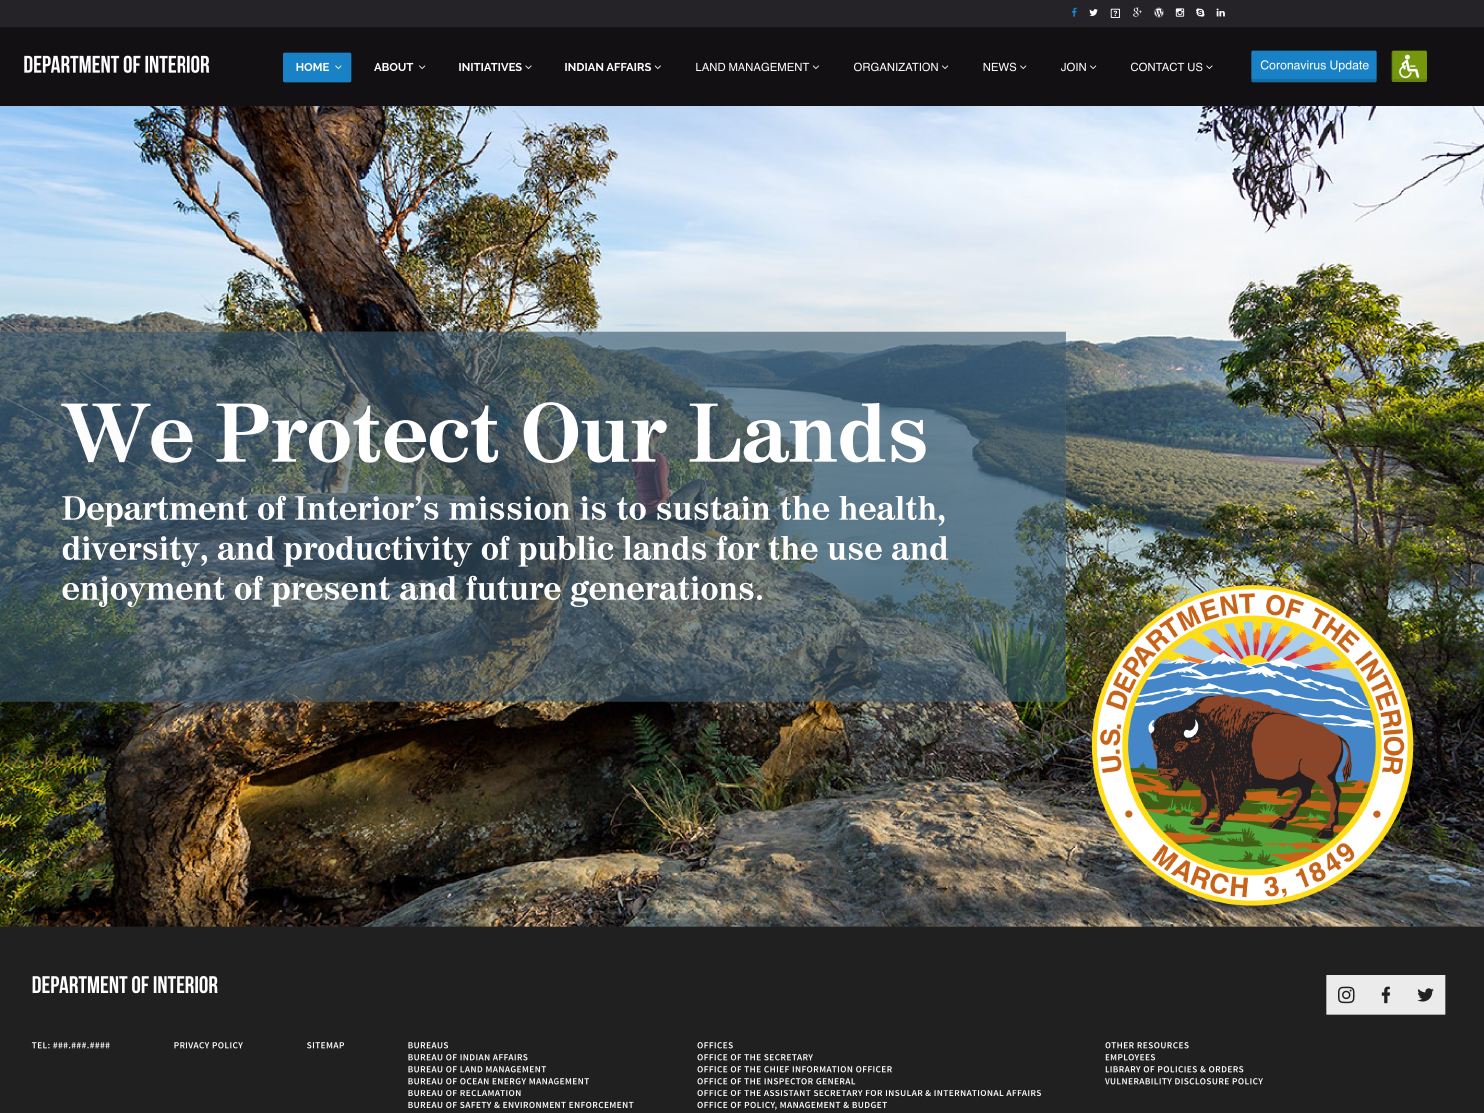 DEPARTMENT OF INTERIOR
HOME
ABOUT
INITIATIVES
INDIAN AFFAIRS
LAND MANAGEMENT
ORGANIZATION
NEWS
JOIN
CONTACT US
Coronavirus Update
We Protect Our Lands
Department of Interior’s mission is to sustain the health,
diversity, and productivity of public lands for the use and
enjoyment of present and future generations.
U.S. DEPARTMENT OF THE INTERIOR
MARCH 3, 1849
DEPARTMENT OF INTERIOR
TEL: ###.###.####
PRIVACY POLICY
SITEMAP
BUREAUS
BUREAU OF INDIAN AFFAIRS
BUREAU OF LAND MANAGEMENT
BUREAU OF OCEAN ENERGY MANAGEMENT
BUREAU OF RECLAMATION
BUREAU OF SAFETY & ENVIRONMENT ENFORCEMENT
OFFICES
OFFICE OF THE SECRETARY
OFFICE OF THE CHIEF INFORMATION OFFICER
OFFICE OF THE INSPECTOR GENERAL
OFFICE OF THE ASSISTANT SECRETARY FOR INSULAR & INTERNATIONAL AFFAIRS
OFFICE OF POLICY, MANAGEMENT & BUDGET
OTHER RESOURCES
EMPLOYEES
LIBRARY OF POLICIES & ORDERS
VULNERABILITY DISCLOSURE POLICY